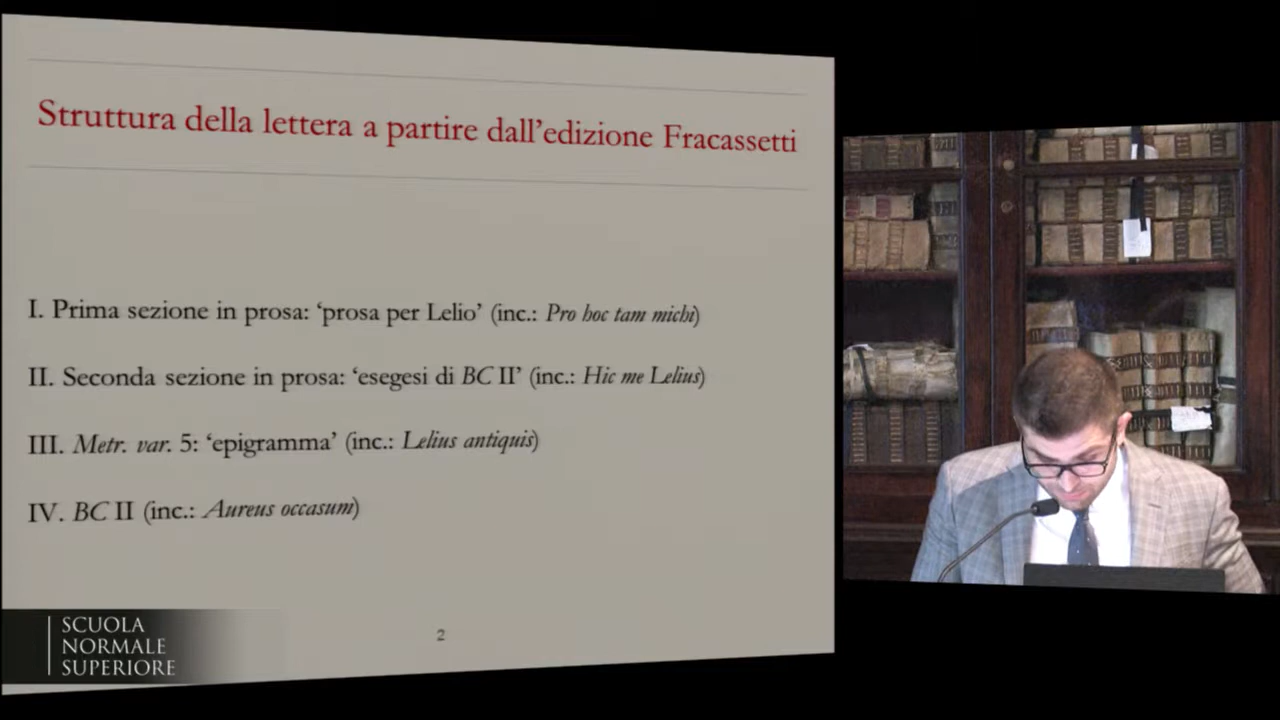 Struttura della lettera a partire dall’edizione Fracassetti
I. Prima sezione in prosa: ‘prosa per Lelio’ (inc.: Pro hoc tam michi)
II. Seconda sezione in prosa: ‘esegesi di BC II’ (inc.: Hic me Lelius)
III. Metr. var. 5: ‘epigramma’ (inc.: Lelius antiquis)
IV. BC II (inc.: Aureus occasum)
2
SCUOLA
NORMALE
SUPERIORE